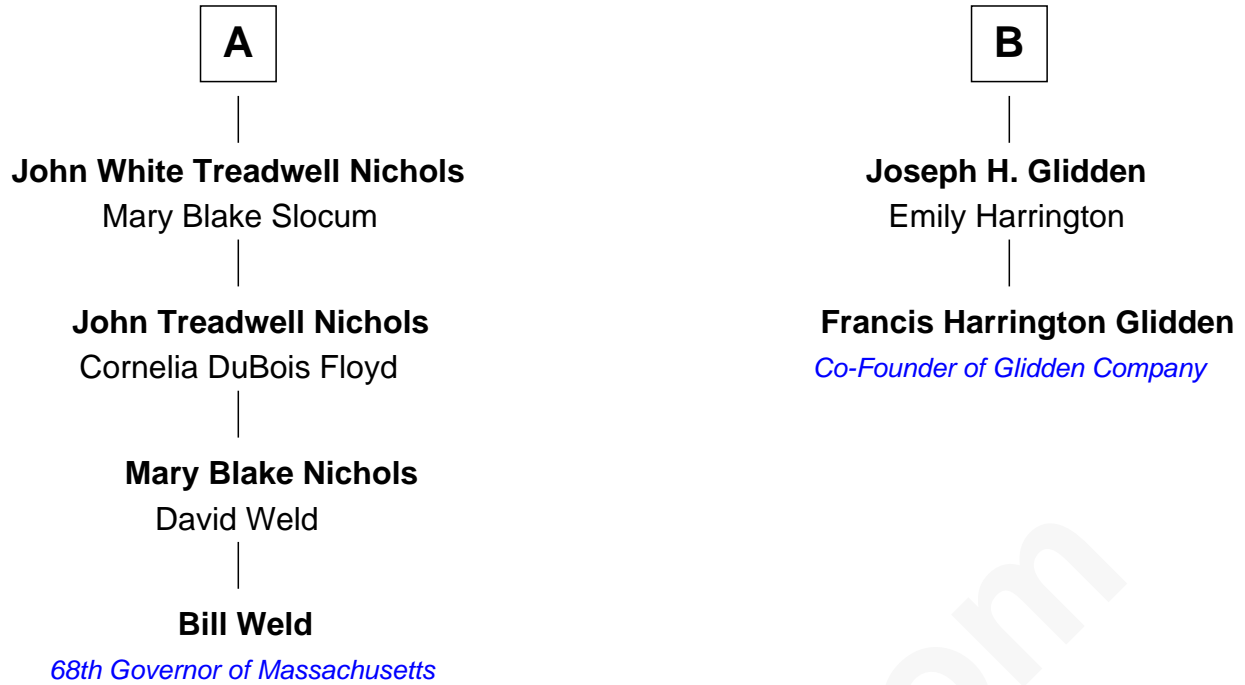 A
John White Treadwell Nichols
Mary Blake Slocum
John Treadwell Nichols
Cornelia DuBois Floyd
Mary Blake Nichols
David Weld
Bill Weld
68th Governor of Massachusetts
B
Joseph H. Glidden
Emily Harrington
Francis Harrington Glidden
Co-Founder of Glidden Company